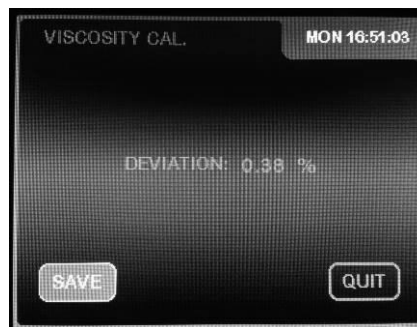 VISCOSITY CAL.
MON 16:51:03
DEVIATION: 0.38 %
SAVE
QUIT